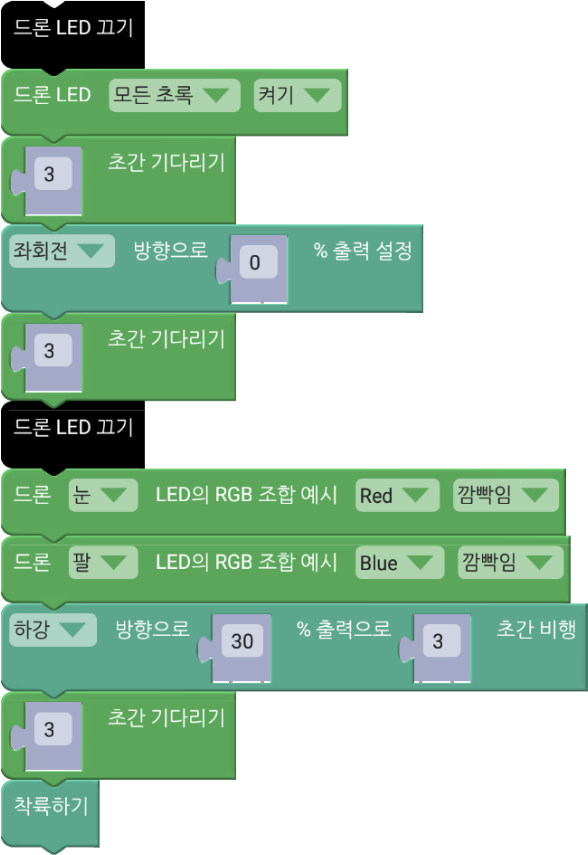 드론 LED 끄기
드론 LED 모든 초록 켜기
3 초간 기다리기
좌회전 방향으로 0 % 출력 설정
3 초간 기다리기
드론 LED 끄기
드론 눈 LED의 RGB 조합 예시 Red 깜빡임
드론 팔 LED의 RGB 조합 예시 Blue 깜빡임
하강 방향으로 30 % 출력으로 3 초간 비행
3 초간 기다리기
착륙하기